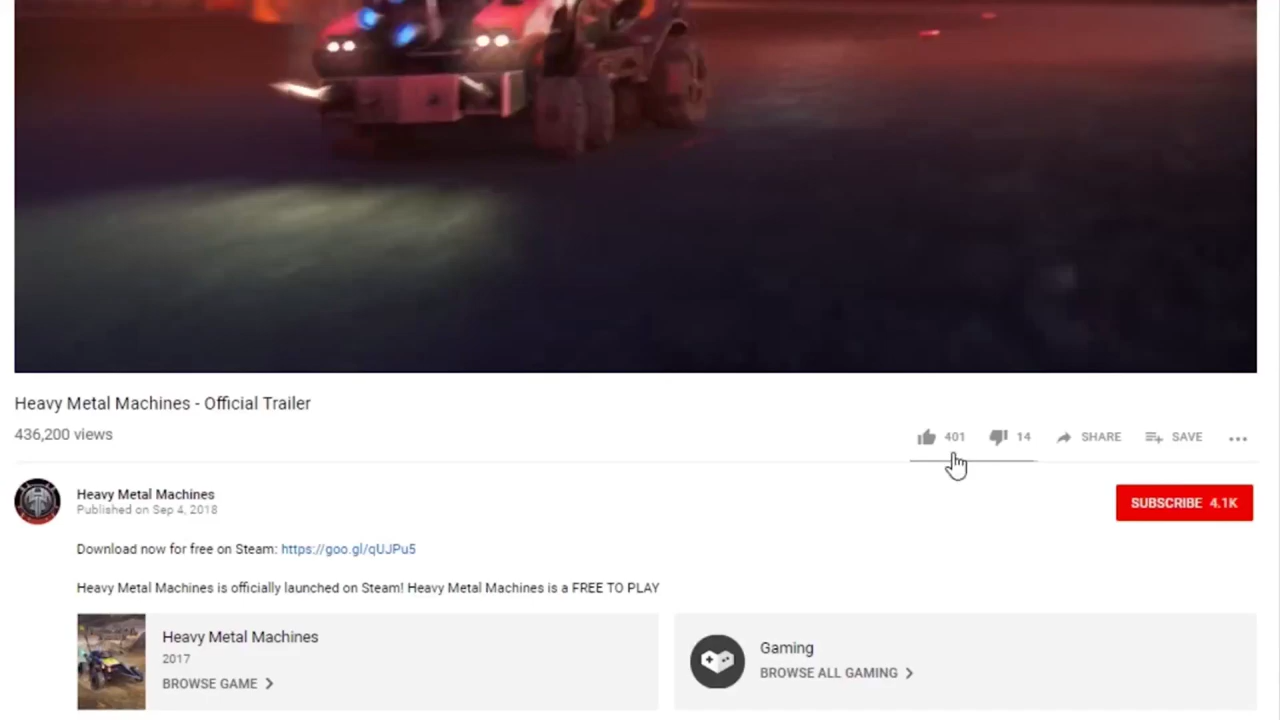 Heavy Metal Machines - Official Trailer
436,200 views
401 14 SHARE SAVE
Heavy Metal Machines
Published on Sep 4, 2018
SUBSCRIBE 4.1K
Download now for free on Steam: https://goo.gl/qUJPu5
Heavy Metal Machines is officially launched on Steam! Heavy Metal Machines is a FREE TO PLAY
Heavy Metal Machines
2017
BROWSE GAME
Gaming
BROWSE ALL GAMING